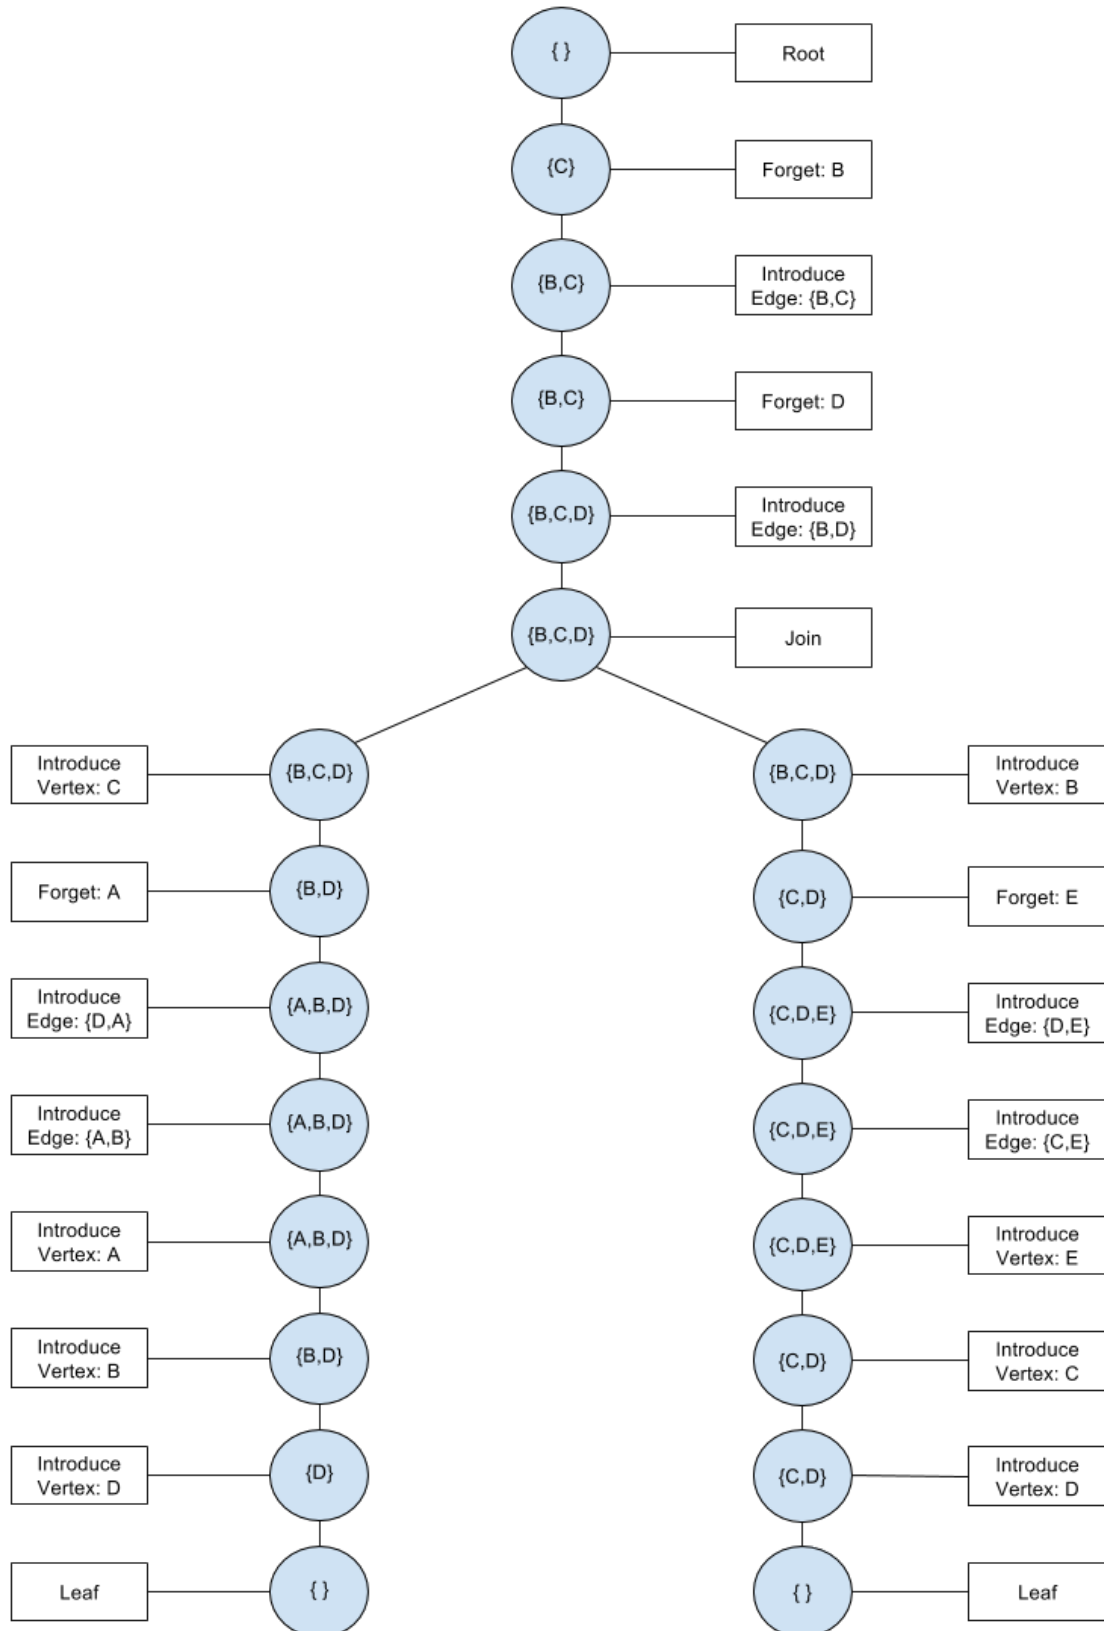 { }
Root
{C}
Forget: B
{B,C}
Introduce
Edge: {B,C}
{B,C}
Forget: D
{B,C,D}
Introduce
Edge: {B,D}
{B,C,D}
Join
Introduce
Vertex: C
{B,C,D}
{B,C,D}
Introduce
Vertex: B
Forget: A
{B,D}
{C,D}
Forget: E
Introduce
Edge: {D,A}
{A,B,D}
{C,D,E}
Introduce
Edge: {D,E}
Introduce
Edge: {A,B}
{A,B,D}
{C,D,E}
Introduce
Edge: {C,E}
Introduce
Vertex: A
{A,B,D}
{C,D,E}
Introduce
Vertex: E
Introduce
Vertex: B
{B,D}
{C,D}
Introduce
Vertex: C
Introduce
Vertex: D
{D}
{C,D}
Introduce
Vertex: D
Leaf
{ }
{ }
Leaf